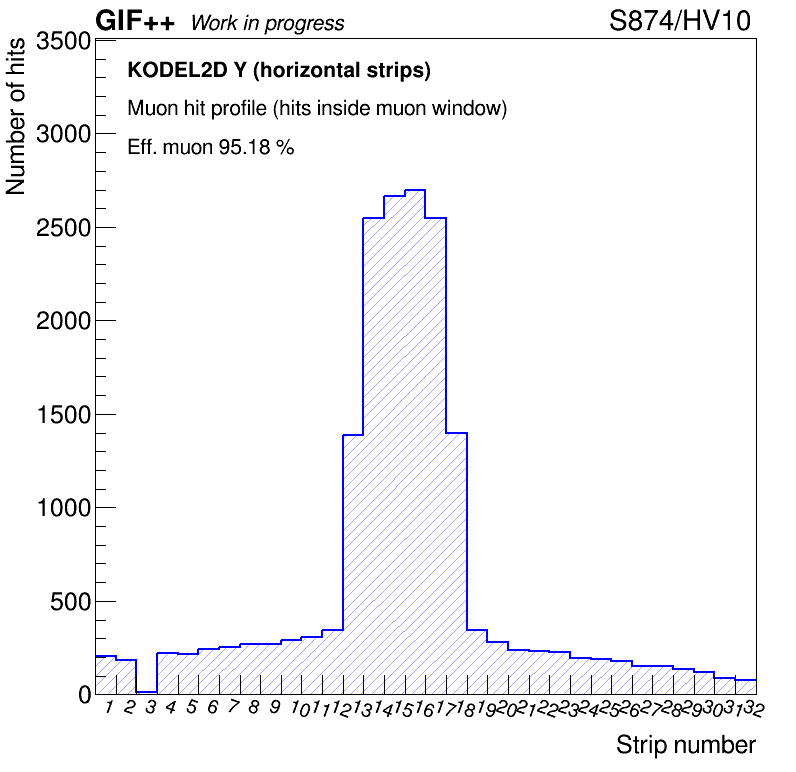 GIF++ Work in progress S874/HV10
Number of hits
3500
3000
2500
2000
1500
1000
500
0
KODEL2D Y (horizontal strips)
Muon hit profile (hits inside muon window)
Eff. muon 95.18 %
1 2 3 4 5 6 7 8 9 10 11 12 13 14 15 16 17 18 19 20 21 22 23 24 25 26 27 28 29 30 31 32
Strip number